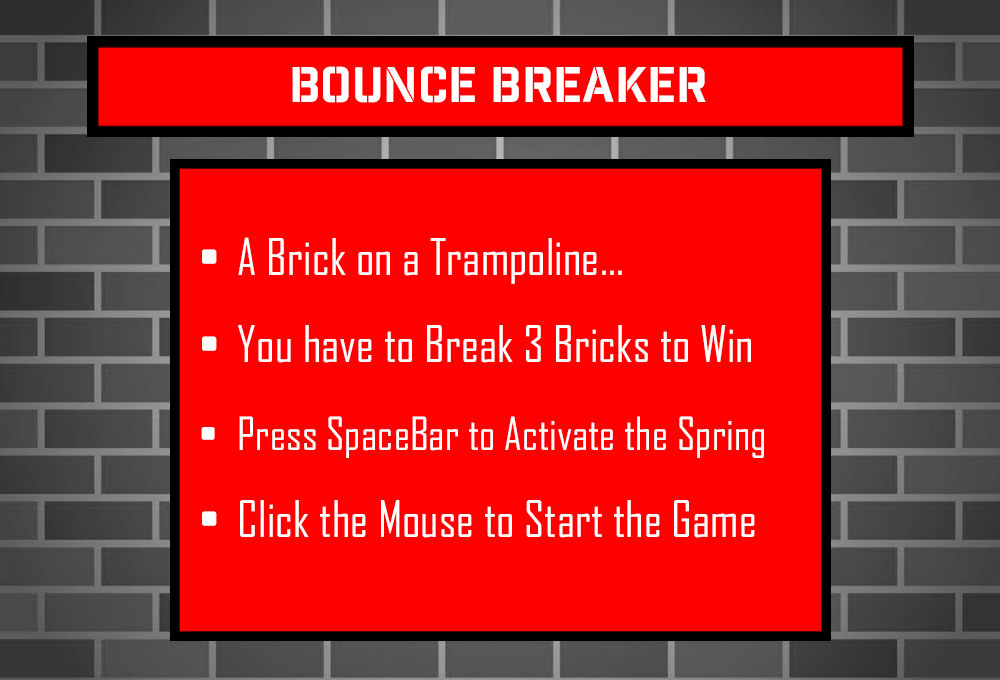 BOUNCE BREAKER
▪ A Brick on a Trampoline...
▪ You have to Break 3 Bricks to Win
▪ Press SpaceBar to Activate the Spring
▪ Click the Mouse to Start the Game